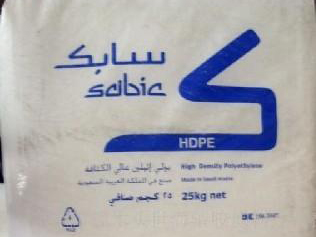 سابك
sabic
HDPE
بولي إثيلين عالي الكثافة
High Density Polyethylene
صنع في المملكة العربية السعودية
Made in Saudi Arabia
٢٥ كجم صافي
25kg net